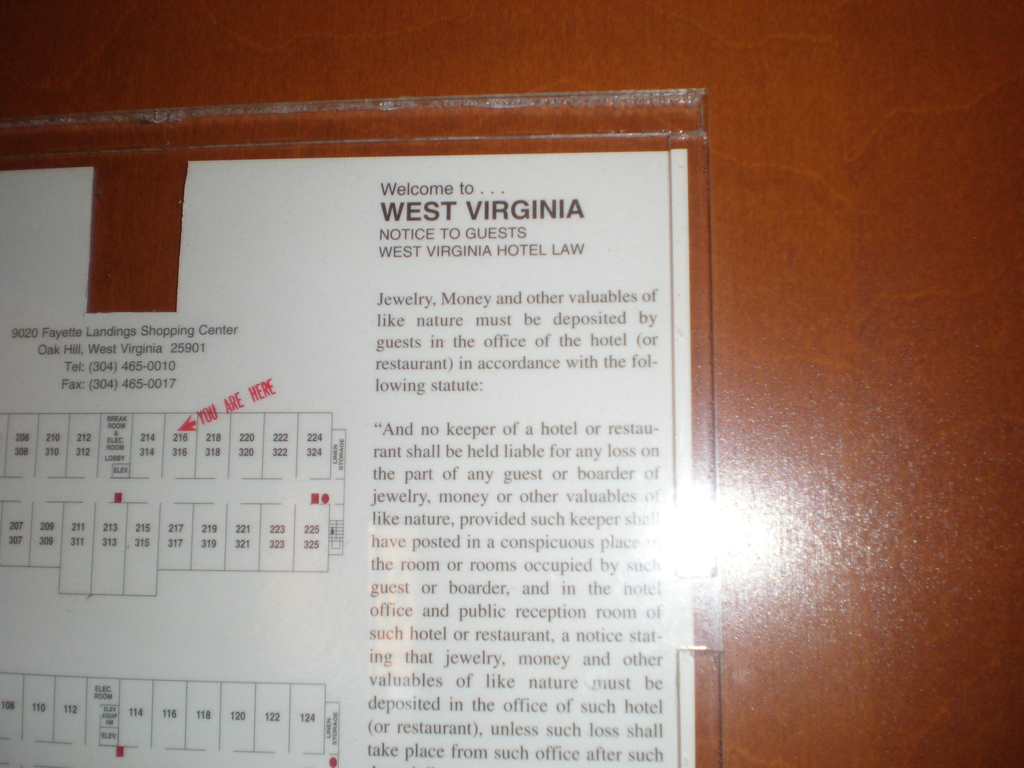 Welcome to . . .
WEST VIRGINIA
NOTICE TO GUESTS
WEST VIRGINIA HOTEL LAW
Jewelry, Money and other valuables of
like nature must be deposited by
guests in the office of the hotel (or
restaurant) in accordance with the fol-
lowing statute:
“And no keeper of a hotel or restau-
rant shall be held liable for any loss on
the part of any guest or boarder of
jewelry, money or other valuables of
like nature, provided such keeper shall
have posted in a conspicuous place in
the room or rooms occupied by such
guest or boarder, and in the hotel
office and public reception room of
such hotel or restaurant, a notice stat-
ing that jewelry, money and other
valuables of like nature must be
deposited in the office of such hotel
(or restaurant), unless such loss shall
take place from such office after such
9020 Fayette Landings Shopping Center
Oak Hill, West Virginia 25901
Tel: (304) 465-0010
Fax: (304) 465-0017
YOU ARE HERE
208 210 212 BREAK ROOM & ELEC. ROOM 214 216 218 220 222 224
308 310 312 LOBBY 314 316 318 320 322 324
ELEV.
LINEN STORAGE
207 209 211 213 215 217 219 221 223 225
307 309 311 313 315 317 319 321 323 325
108 110 112 ELEC. ROOM 114 116 118 120 122 124
ELEV. EQUIP RM
ELEV.
LINEN STORAGE